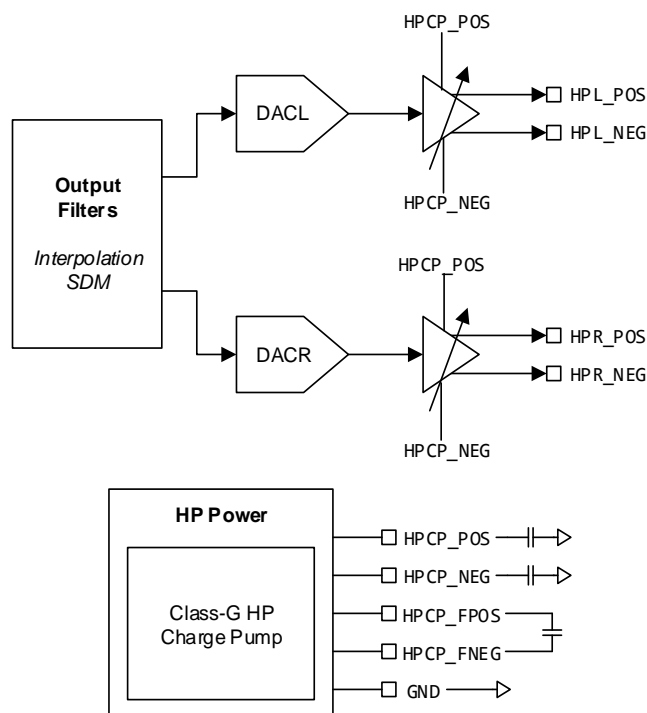 HPCP_POS
DACL
HPL_POS
HPL_NEG
HPCP_NEG
Output
Filters
Interpolation
SDM
HPCP_POS
DACR
HPR_POS
HPR_NEG
HPCP_NEG
HP Power
Class-G HP
Charge Pump
HPCP_POS
HPCP_NEG
HPCP_FPOS
HPCP_FNEG
GND